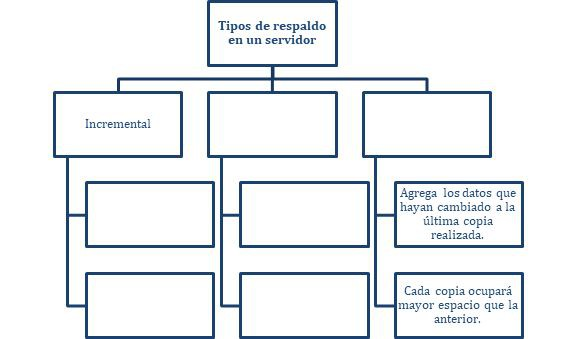 Tipos de respaldo
en un servidor
Incremental
Agrega los datos que
hayan cambiado a la
última copia
realizada.
Cada copia ocupará
mayor espacio que la
anterior.